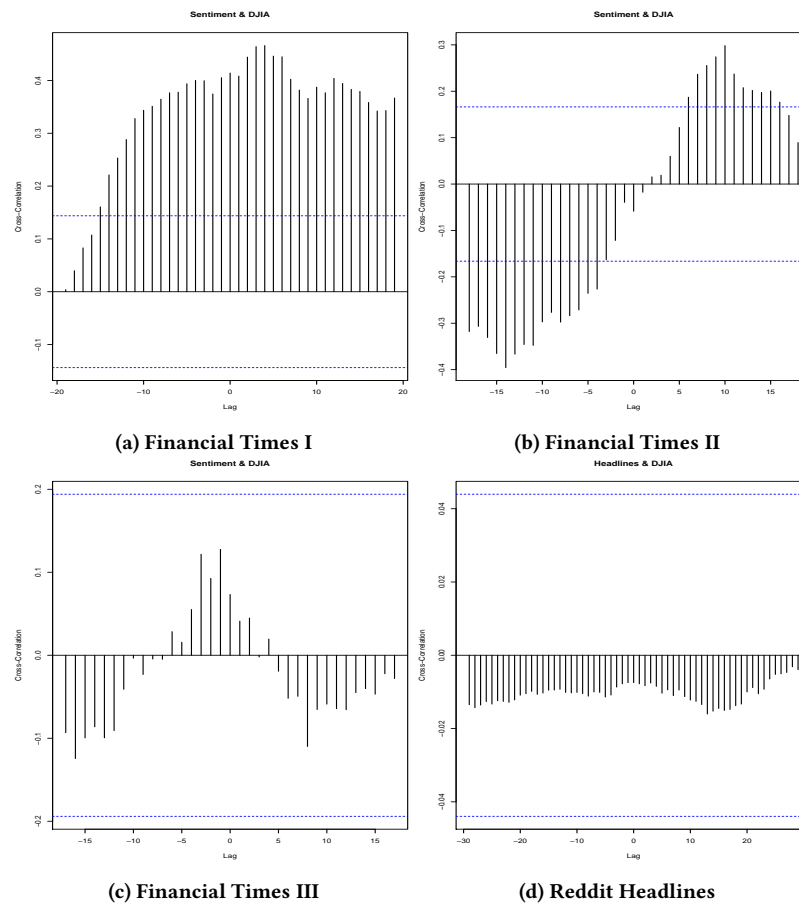 Sentiment & DJIA
Cross−Correlation
0.4
0.3
0.2
0.1
0.0
−0.1
−20 −10 0 10 20
Lag
(a) Financial Times I
Sentiment & DJIA
Cross−Correlation
0.3
0.2
0.1
0.0
−0.1
−0.2
−0.3
−0.4
−15 −10 −5 0 5 10 15
Lag
(b) Financial Times II
Sentiment & DJIA
Cross−Correlation
0.2
0.1
0.0
−0.1
−0.2
−15 −10 −5 0 5 10 15
Lag
(c) Financial Times III
Headlines & DJIA
Cross−Correlation
0.04
0.02
0.00
−0.02
−0.04
−30 −20 −10 0 10 20
Lag
(d) Reddit Headlines